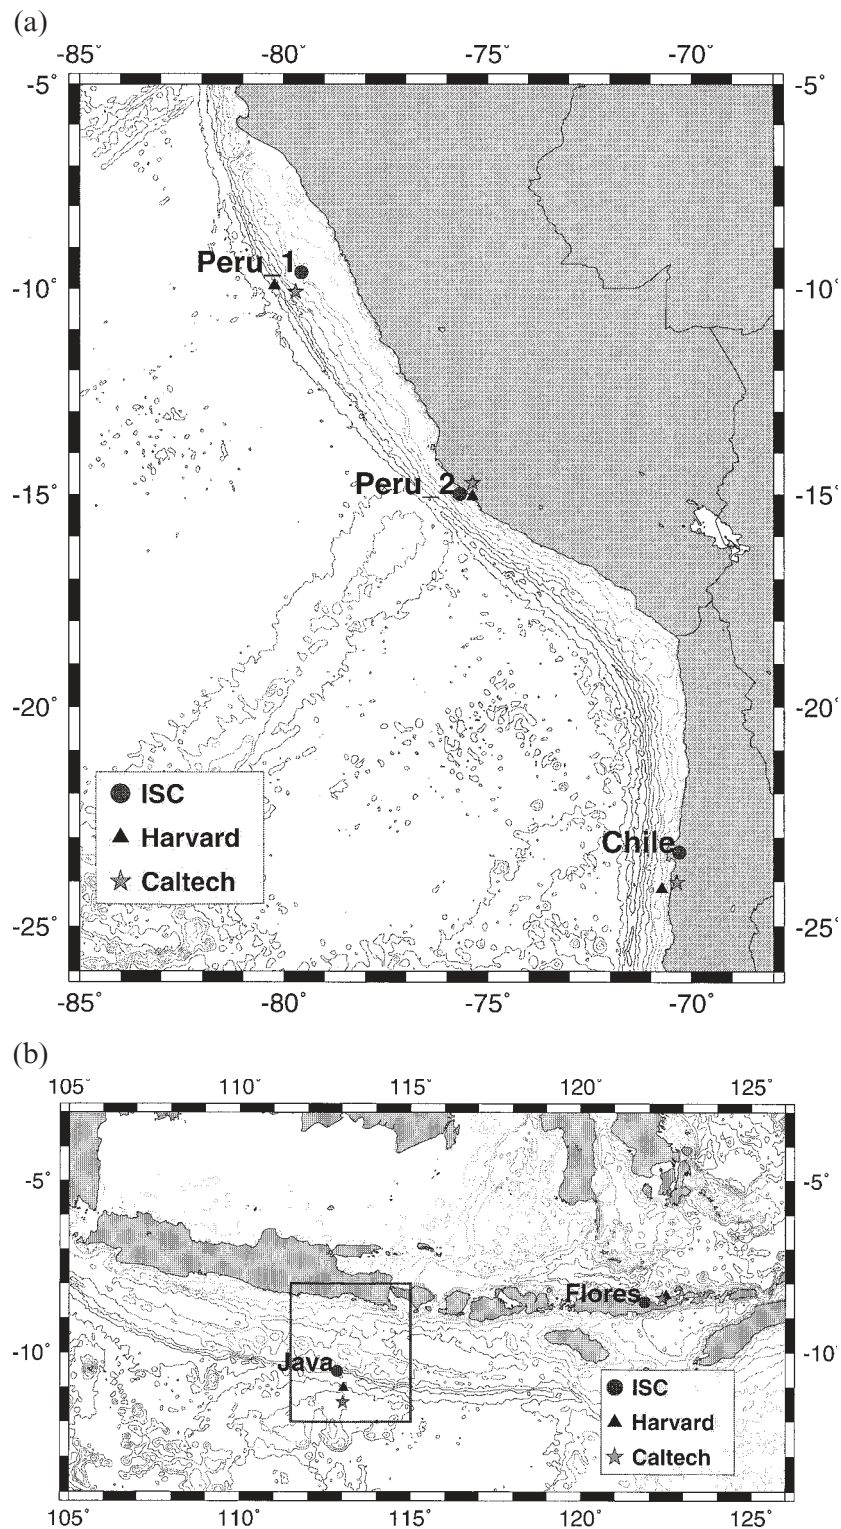 (a)
-85° -80° -75° -70°
-5° -5°
Peru_1
-10° -10°
Peru_2
-15° -15°
-20° -20°
ISC
Harvard
Chile
Caltech
-25° -25°
-85° -80° -75° -70°
(b)
105° 110° 115° 120° 125°
-5° -5°
Flores
-10° -10°
Java
ISC
Harvard
Caltech
105° 110° 115° 120° 125°